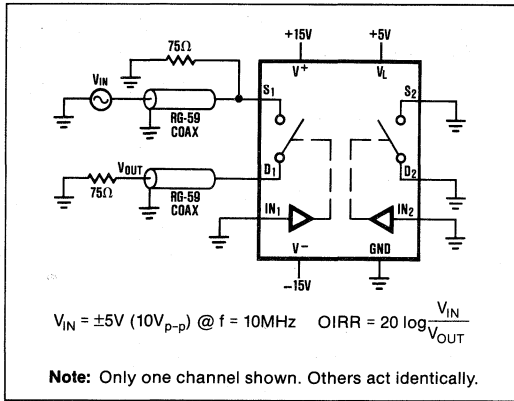 +15V +5V
75Ω
V+ VL
VIN
S1 S2
RG-59
COAX
VOUT
D1 D2
75Ω
RG-59
COAX
IN1 IN2
V− GND
−15V
VIN = ±5V (10Vp-p) @ f = 10MHz OIRR = 20 log VIN/VOUT
Note: Only one channel shown. Others act identically.